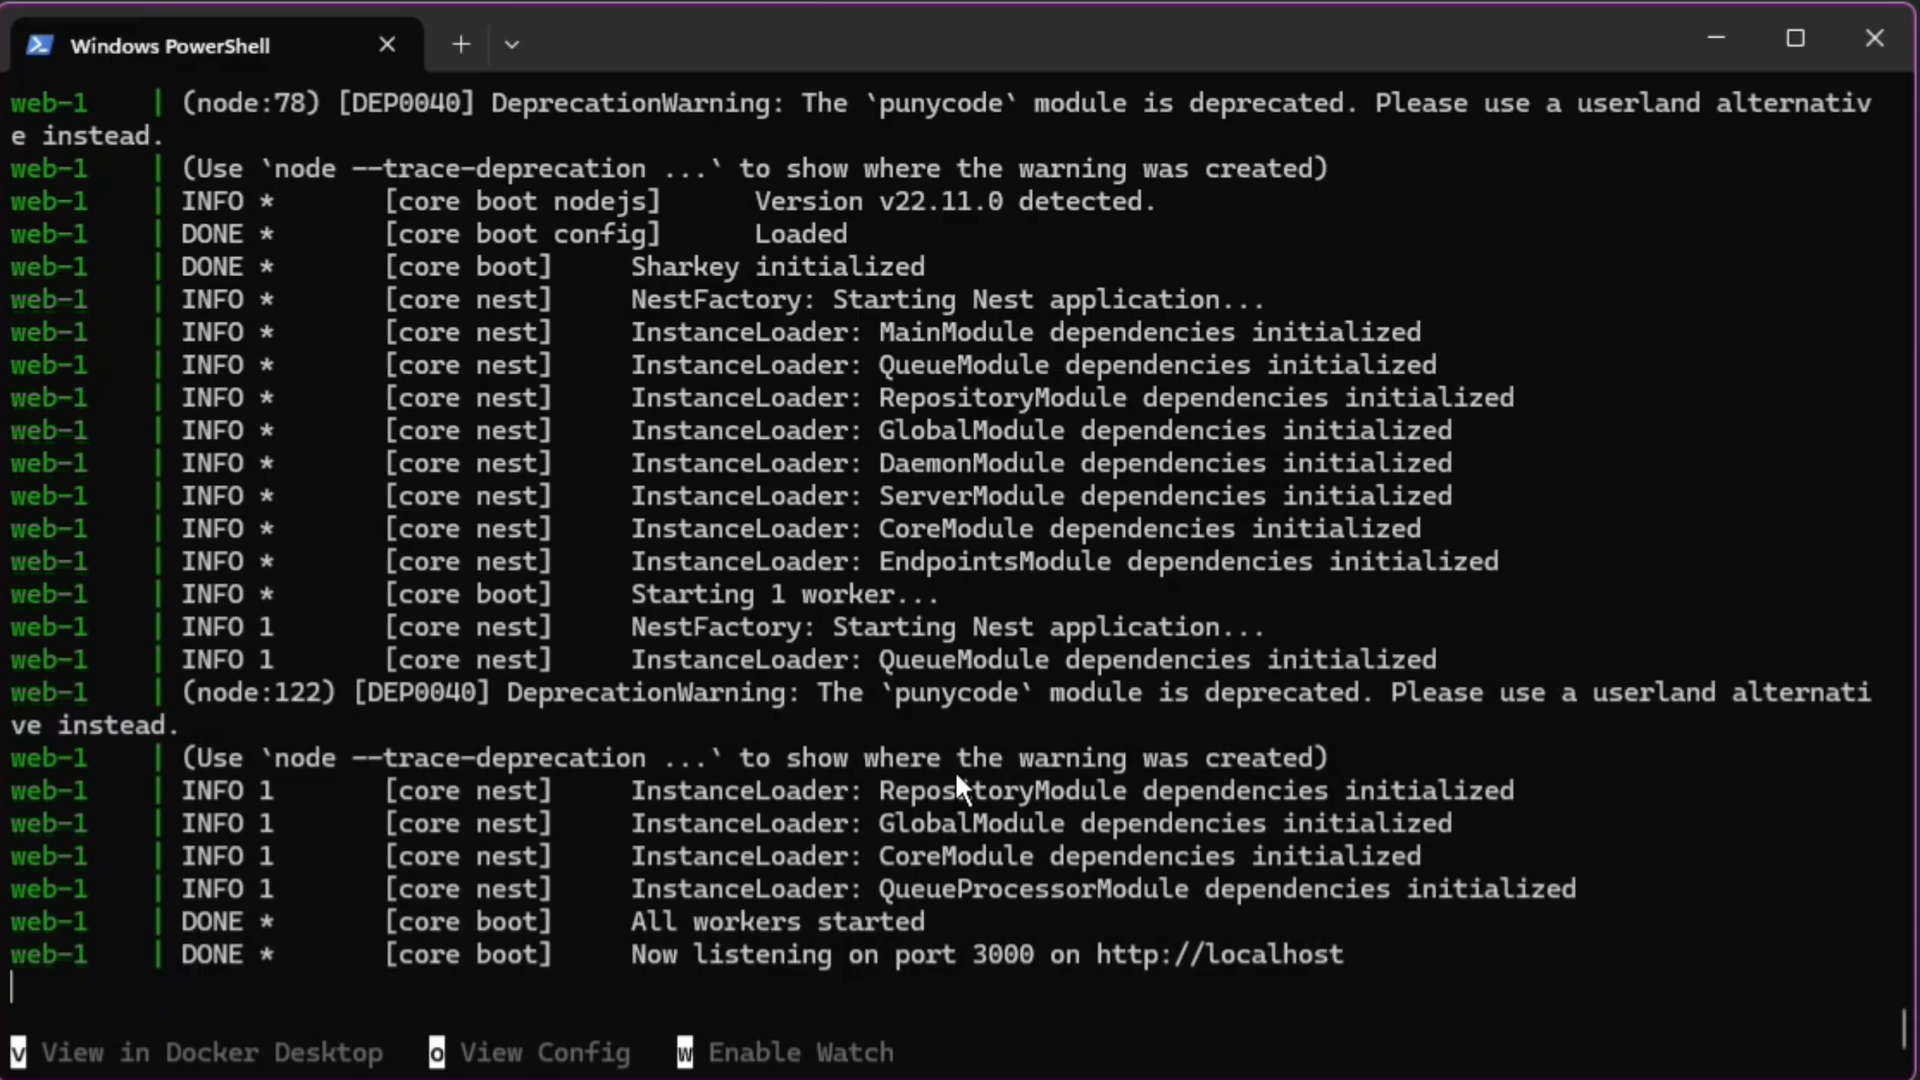 Windows PowerShell
web-1 | (node:78) [DEP0040] DeprecationWarning: The `punycode` module is deprecated. Please use a userland alternativ
e instead.
web-1 | (Use `node --trace-deprecation ...` to show where the warning was created)
web-1 | INFO * [core boot nodejs] Version v22.11.0 detected.
web-1 | DONE * [core boot config] Loaded
web-1 | DONE * [core boot] Sharkey initialized
web-1 | INFO * [core nest] NestFactory: Starting Nest application...
web-1 | INFO * [core nest] InstanceLoader: MainModule dependencies initialized
web-1 | INFO * [core nest] InstanceLoader: QueueModule dependencies initialized
web-1 | INFO * [core nest] InstanceLoader: RepositoryModule dependencies initialized
web-1 | INFO * [core nest] InstanceLoader: GlobalModule dependencies initialized
web-1 | INFO * [core nest] InstanceLoader: DaemonModule dependencies initialized
web-1 | INFO * [core nest] InstanceLoader: ServerModule dependencies initialized
web-1 | INFO * [core nest] InstanceLoader: CoreModule dependencies initialized
web-1 | INFO * [core nest] InstanceLoader: EndpointsModule dependencies initialized
web-1 | INFO * [core boot] Starting 1 worker...
web-1 | INFO 1 [core nest] NestFactory: Starting Nest application...
web-1 | INFO 1 [core nest] InstanceLoader: QueueModule dependencies initialized
web-1 | (node:122) [DEP0040] DeprecationWarning: The `punycode` module is deprecated. Please use a userland alternati
ve instead.
web-1 | (Use `node --trace-deprecation ...` to show where the warning was created)
web-1 | INFO 1 [core nest] InstanceLoader: RepositoryModule dependencies initialized
web-1 | INFO 1 [core nest] InstanceLoader: GlobalModule dependencies initialized
web-1 | INFO 1 [core nest] InstanceLoader: CoreModule dependencies initialized
web-1 | INFO 1 [core nest] InstanceLoader: QueueProcessorModule dependencies initialized
web-1 | DONE * [core boot] All workers started
web-1 | DONE * [core boot] Now listening on port 3000 on http://localhost
v View in Docker Desktop o View Config w Enable Watch